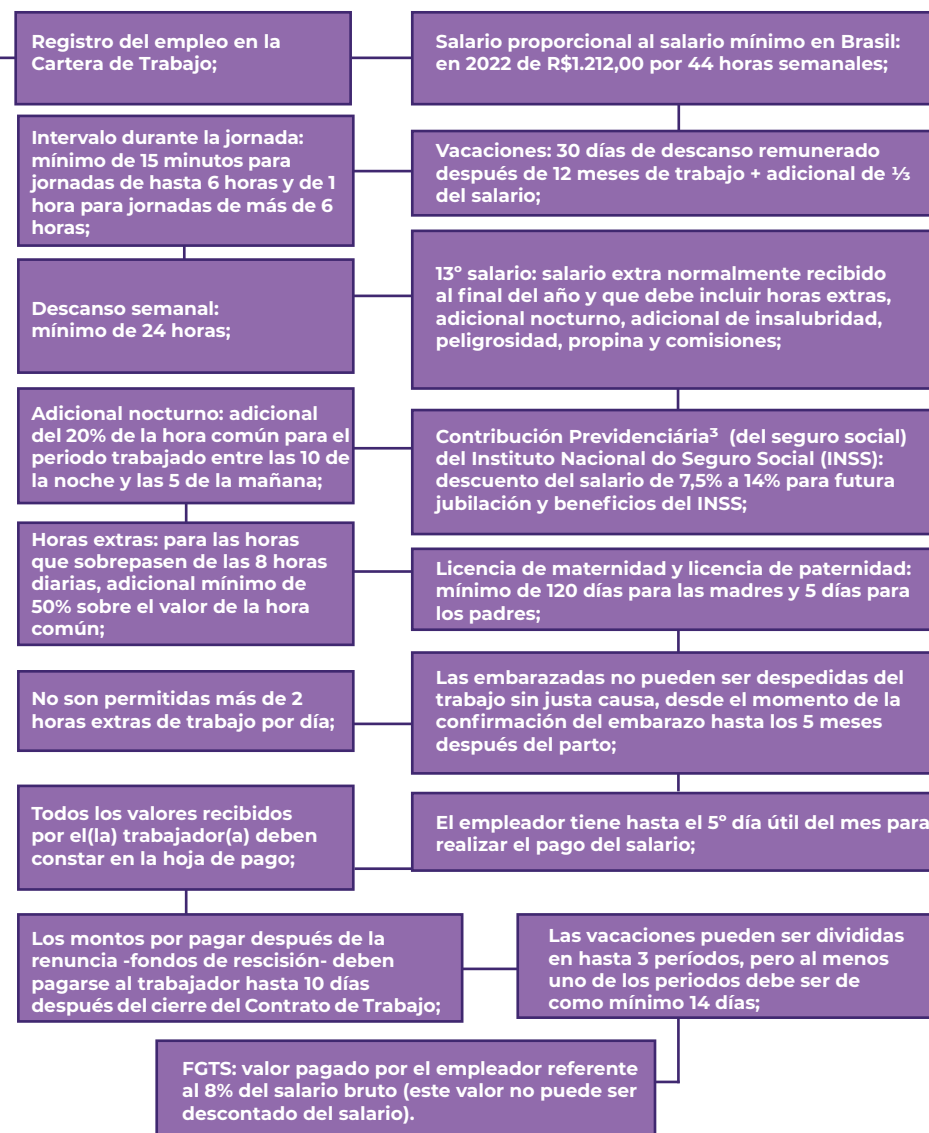 Registro del empleo en la
Cartera de Trabajo;
Salario proporcional al salario mínimo en Brasil:
en 2022 de R$1.212,00 por 44 horas semanales;
Intervalo durante la jornada:
mínimo de 15 minutos para
jornadas de hasta 6 horas y de 1
hora para jornadas de más de 6
horas;
Vacaciones: 30 días de descanso remunerado
después de 12 meses de trabajo + adicional de ⅓
del salario;
Descanso semanal:
mínimo de 24 horas;
13º salario: salario extra normalmente recibido
al final del año y que debe incluir horas extras,
adicional nocturno, adicional de insalubridad,
peligrosidad, propina y comisiones;
Adicional nocturno: adicional
del 20% de la hora común para el
periodo trabajado entre las 10 de
la noche y las 5 de la mañana;
Contribución Previdenciária³ (del seguro social)
del Instituto Nacional do Seguro Social (INSS):
descuento del salario de 7,5% a 14% para futura
jubilación y beneficios del INSS;
Horas extras: para las horas
que sobrepasen de las 8 horas
diarias, adicional mínimo de
50% sobre el valor de la hora
común;
Licencia de maternidad y licencia de paternidad:
mínimo de 120 días para las madres y 5 días para
los padres;
No son permitidas más de 2
horas extras de trabajo por día;
Las embarazadas no pueden ser despedidas del
trabajo sin justa causa, desde el momento de la
confirmación del embarazo hasta los 5 meses
después del parto;
Todos los valores recibidos
por el(la) trabajador(a) deben
constar en la hoja de pago;
El empleador tiene hasta el 5º día útil del mes para
realizar el pago del salario;
Los montos por pagar después de la
renuncia -fondos de rescisión- deben
pagarse al trabajador hasta 10 días
después del cierre del Contrato de Trabajo;
Las vacaciones pueden ser divididas
en hasta 3 períodos, pero al menos
uno de los periodos debe ser de
como mínimo 14 días;
FGTS: valor pagado por el empleador referente
al 8% del salario bruto (este valor no puede ser
descontado del salario).